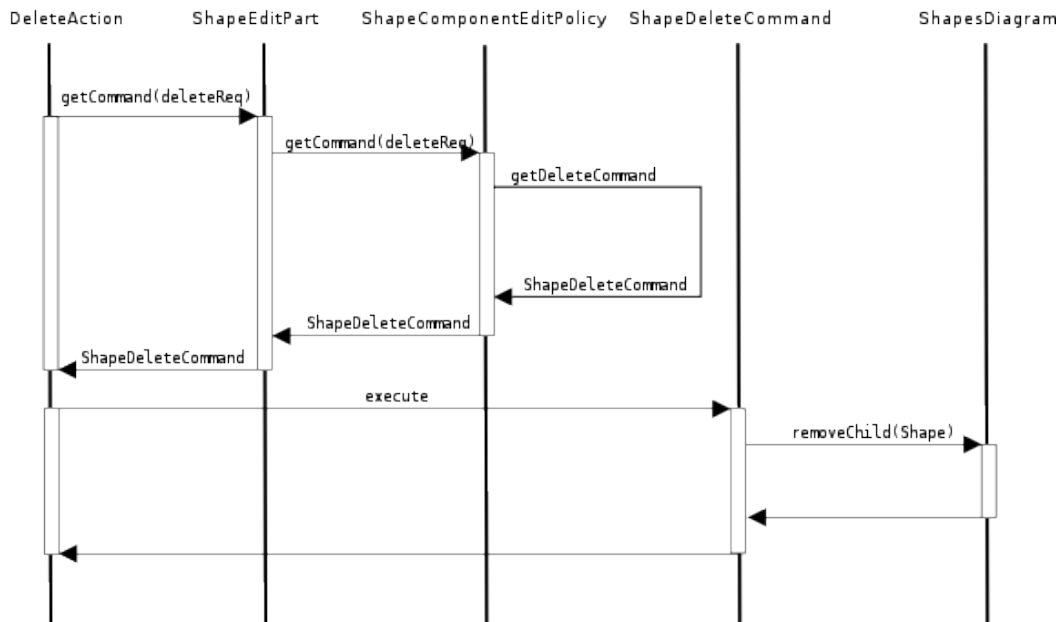 DeleteAction
ShapeEditPart
ShapeComponentEditPolicy
ShapeDeleteCommand
ShapesDiagram
getCommand(deleteReq)
getCommand(deleteReq)
getDeleteCommand
ShapeDeleteCommand
ShapeDeleteCommand
ShapeDeleteCommand
execute
removeChild(Shape)